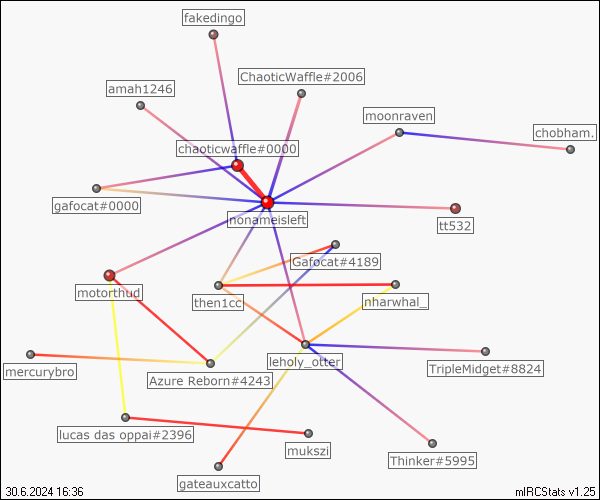 fakedingo
ChaoticWaffle#2006
amah1246
moonraven
chobham.
chaoticwaffle#0000
gafocat#0000
nonameisleft
tt532
Gafocat#4189
motorthud
then1cc
nharwhal_
leholy_otter
mercurybro
Azure Reborn#4243
TripleMidget#8824
lucas das oppai#2396
mukszi
Thinker#5995
gateauxcatto
30.6.2024 16:36
mIRCStats v1.25